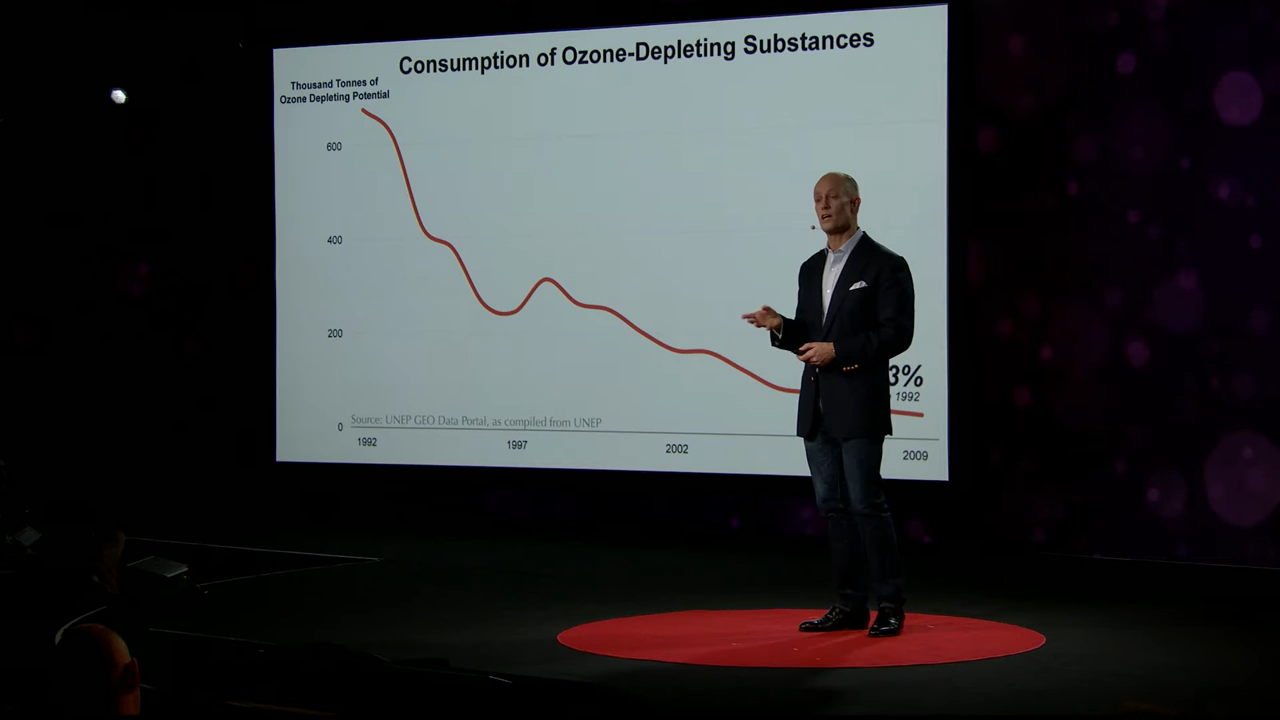 Consumption of Ozone-Depleting Substances
Thousand Tonnes of
Ozone Depleting Potential
600
400
200
0
3%
1992
Source: UNEP GEO Data Portal, as compiled from UNEP
1992
1997
2002
2009